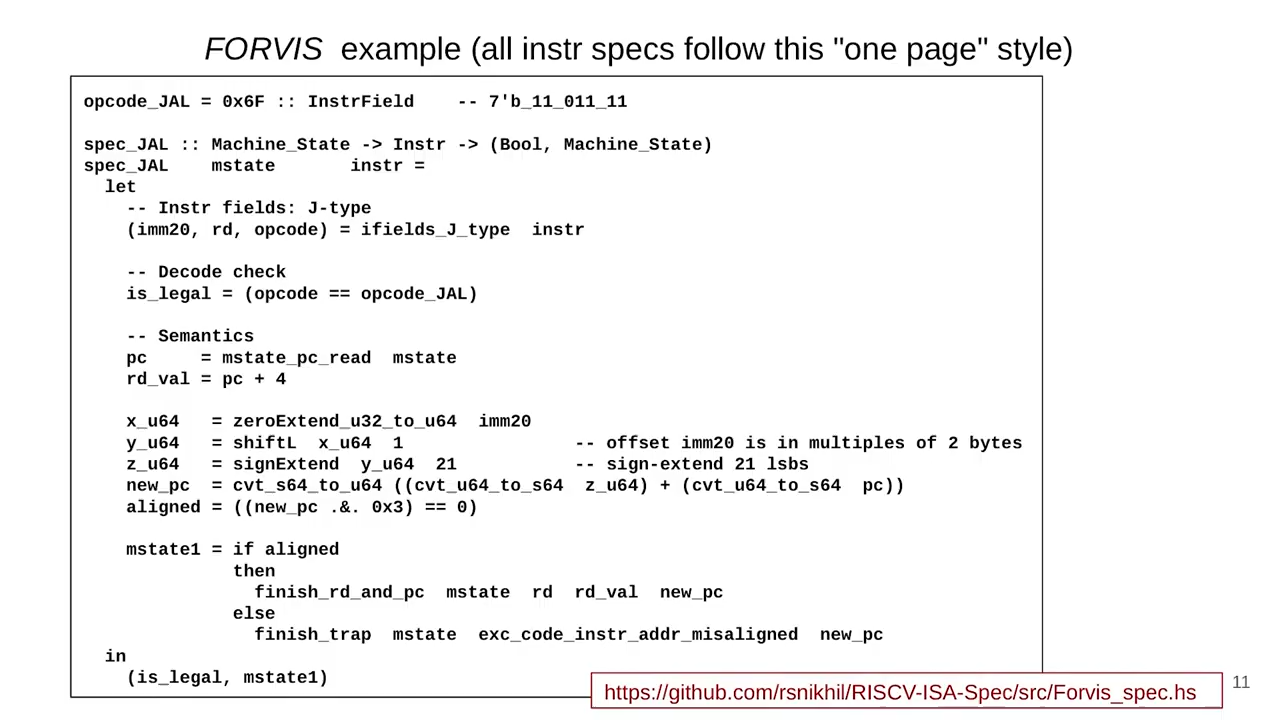 FORVIS example (all instr specs follow this "one page" style)
opcode_JAL = 0x6F :: InstrField    -- 7'b_11_011_11
spec_JAL :: Machine_State -> Instr -> (Bool, Machine_State)
spec_JAL    mstate       instr =
  let
    -- Instr fields: J-type
    (imm20, rd, opcode) = ifields_J_type  instr
    -- Decode check
    is_legal = (opcode == opcode_JAL)
    -- Semantics
    pc     = mstate_pc_read  mstate
    rd_val = pc + 4
    x_u64   = zeroExtend_u32_to_u64  imm20
    y_u64   = shiftL  x_u64  1                -- offset imm20 is in multiples of 2 bytes
    z_u64   = signExtend  y_u64  21           -- sign-extend 21 lsbs
    new_pc  = cvt_s64_to_u64 ((cvt_u64_to_s64  z_u64) + (cvt_u64_to_s64  pc))
    aligned = ((new_pc .&. 0x3) == 0)
    mstate1 = if aligned
              then
                finish_rd_and_pc  mstate  rd  rd_val  new_pc
              else
                finish_trap  mstate  exc_code_instr_addr_misaligned  new_pc
  in
    (is_legal, mstate1)
https://github.com/rsnikhil/RISCV-ISA-Spec/src/Forvis_spec.hs
11